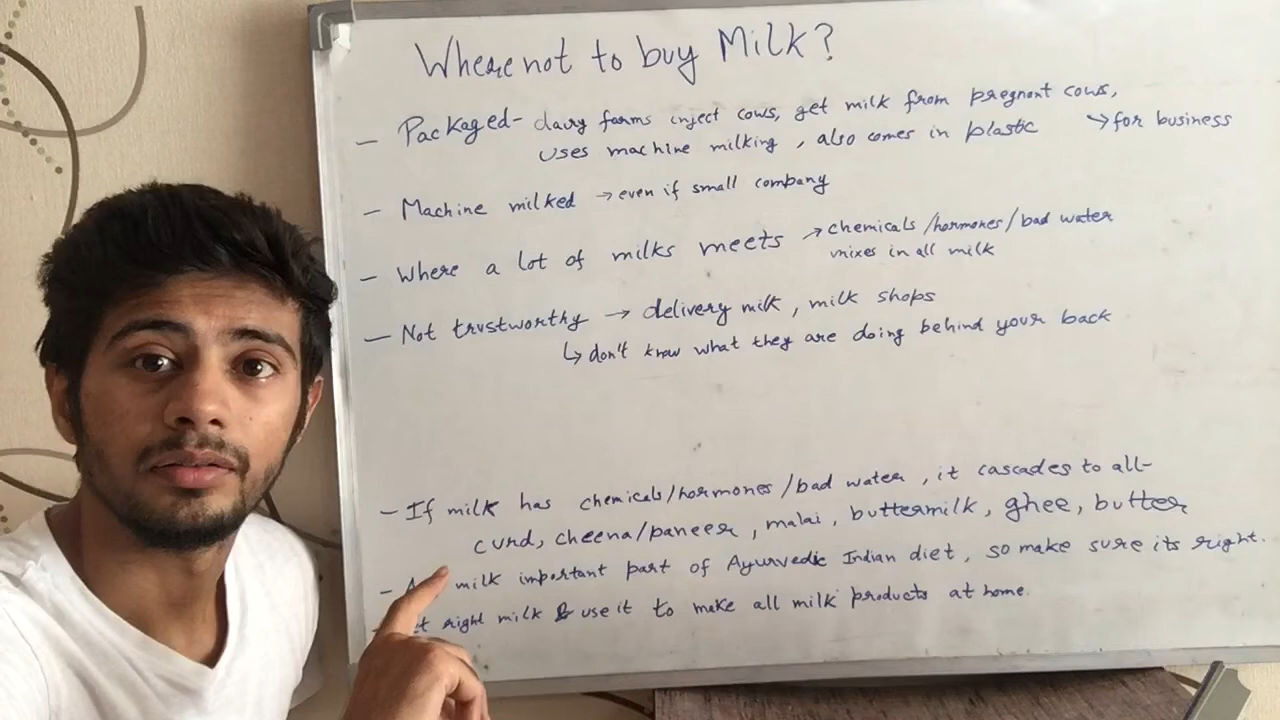 Where not to buy Milk?
- Packaged - dairy farms inject cows, get milk from pregnant cows,
uses machine milking, also comes in plastic → for business
- Machine milked → even if small company
- Where a lot of milks meets → chemicals/hormones/bad water
mixes in all milk
- Not trustworthy → delivery milk, milk shops
↳ don't know what they are doing behind your back
- If milk has chemicals/hormones/bad water, it cascades to all-
curd, cheena/paneer, malai, buttermilk, ghee, butter
- milk important part of Ayurvedic Indian diet, so make sure its right.
right milk & use it to make all milk products at home.